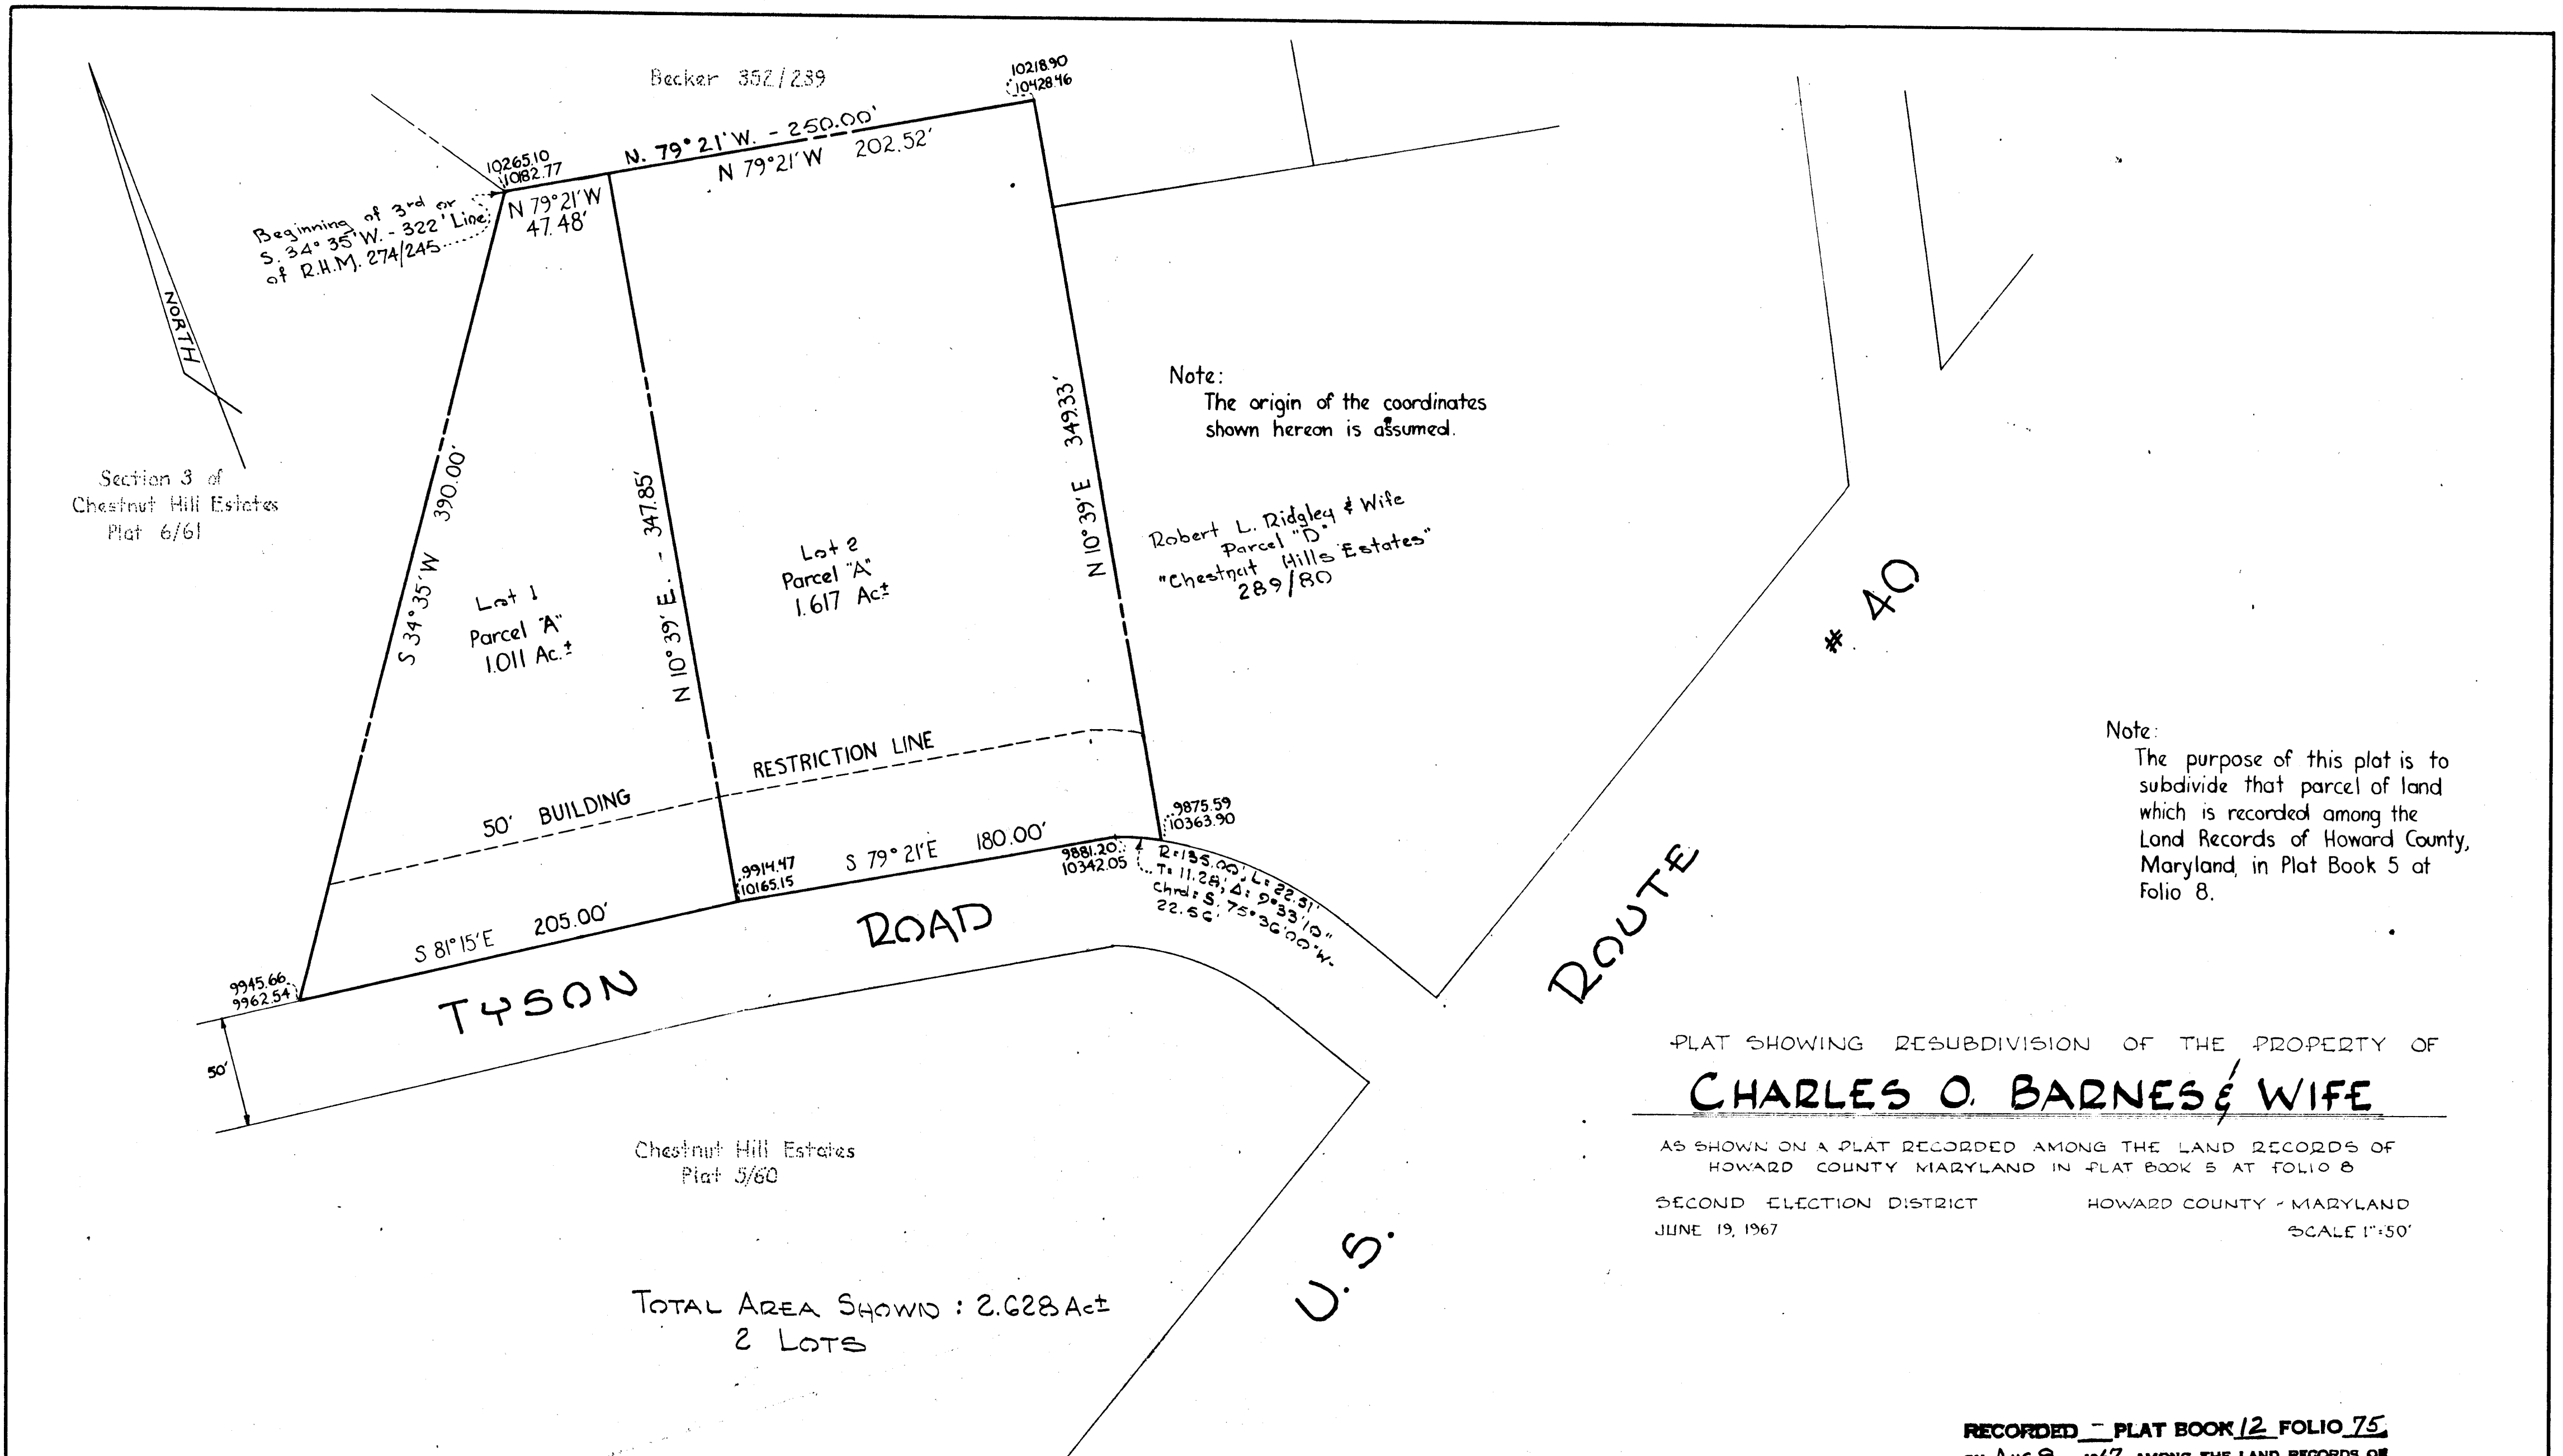 Becker 352/239
10218.90
10428.46
N. 79° 21' W. - 250.00'
N 79°21'W 202.52'
10265.10
10182.77
N 79°21'W
47.48'
Beginning of 3rd or
S. 34° 35' W. - 322' Line
of R.H.M. 274/245
NORTH
Section 3 of
Chestnut Hill Estates
Plat 6/61
S 34° 35' W 390.00'
Lot 1
Parcel "A"
1.011 Ac.±
N 10° 39' E. - 347.85'
Lot 2
Parcel "A"
1.617 Ac±
N 10° 39' E 349.33'
Note:
The origin of the coordinates
shown hereon is assumed.
Robert L. Ridgley & Wife
Parcel "D"
"Chestnut Hills Estates"
289/80
# 40
ROUTE
U.S.
Note:
The purpose of this plat is to
subdivide that parcel of land
which is recorded among the
Land Records of Howard County,
Maryland, in Plat Book 5 at
Folio 8.
50' BUILDING RESTRICTION LINE
9875.59
10363.90
9881.20
10342.05
R=135.00', L=22.51'
T=11.28', Δ=9°33'10"
Chrd: S. 75°36'00"W-
S 79° 21'E 180.00'
9914.47
10165.15
S 81°15'E 205.00'
9945.66
9962.54
TYSON ROAD
50'
Chestnut Hill Estates
Plat 5/60
TOTAL AREA SHOWN : 2.628 Ac±
2 LOTS
PLAT SHOWING RESUBDIVISION OF THE PROPERTY OF
CHARLES O. BARNES & WIFE
AS SHOWN ON A PLAT RECORDED AMONG THE LAND RECORDS OF
HOWARD COUNTY MARYLAND IN PLAT BOOK 5 AT FOLIO 8
SECOND ELECTION DISTRICT HOWARD COUNTY - MARYLAND
JUNE 19, 1967 SCALE 1"=50'
RECORDED - PLAT BOOK 12 FOLIO 75